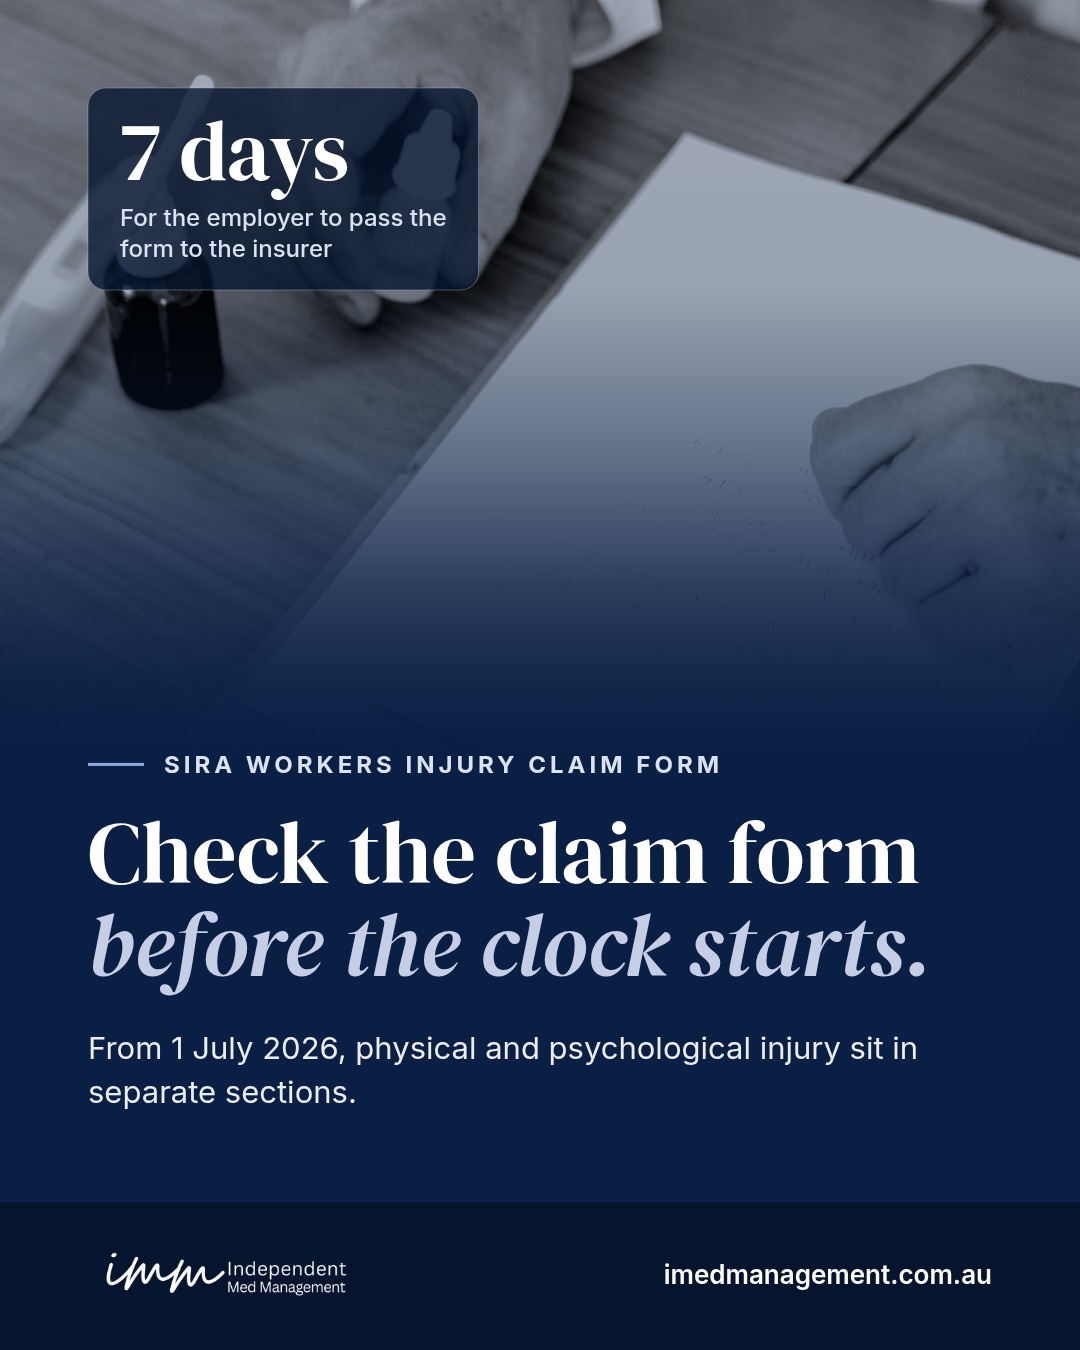 7 days
For the employer to pass the
form to the insurer
SIRA WORKERS INJURY CLAIM FORM
Check the claim form
before the clock starts.
From 1 July 2026, physical and psychological injury sit in
separate sections.
imm Independent
Med Management
imedmanagement.com.au